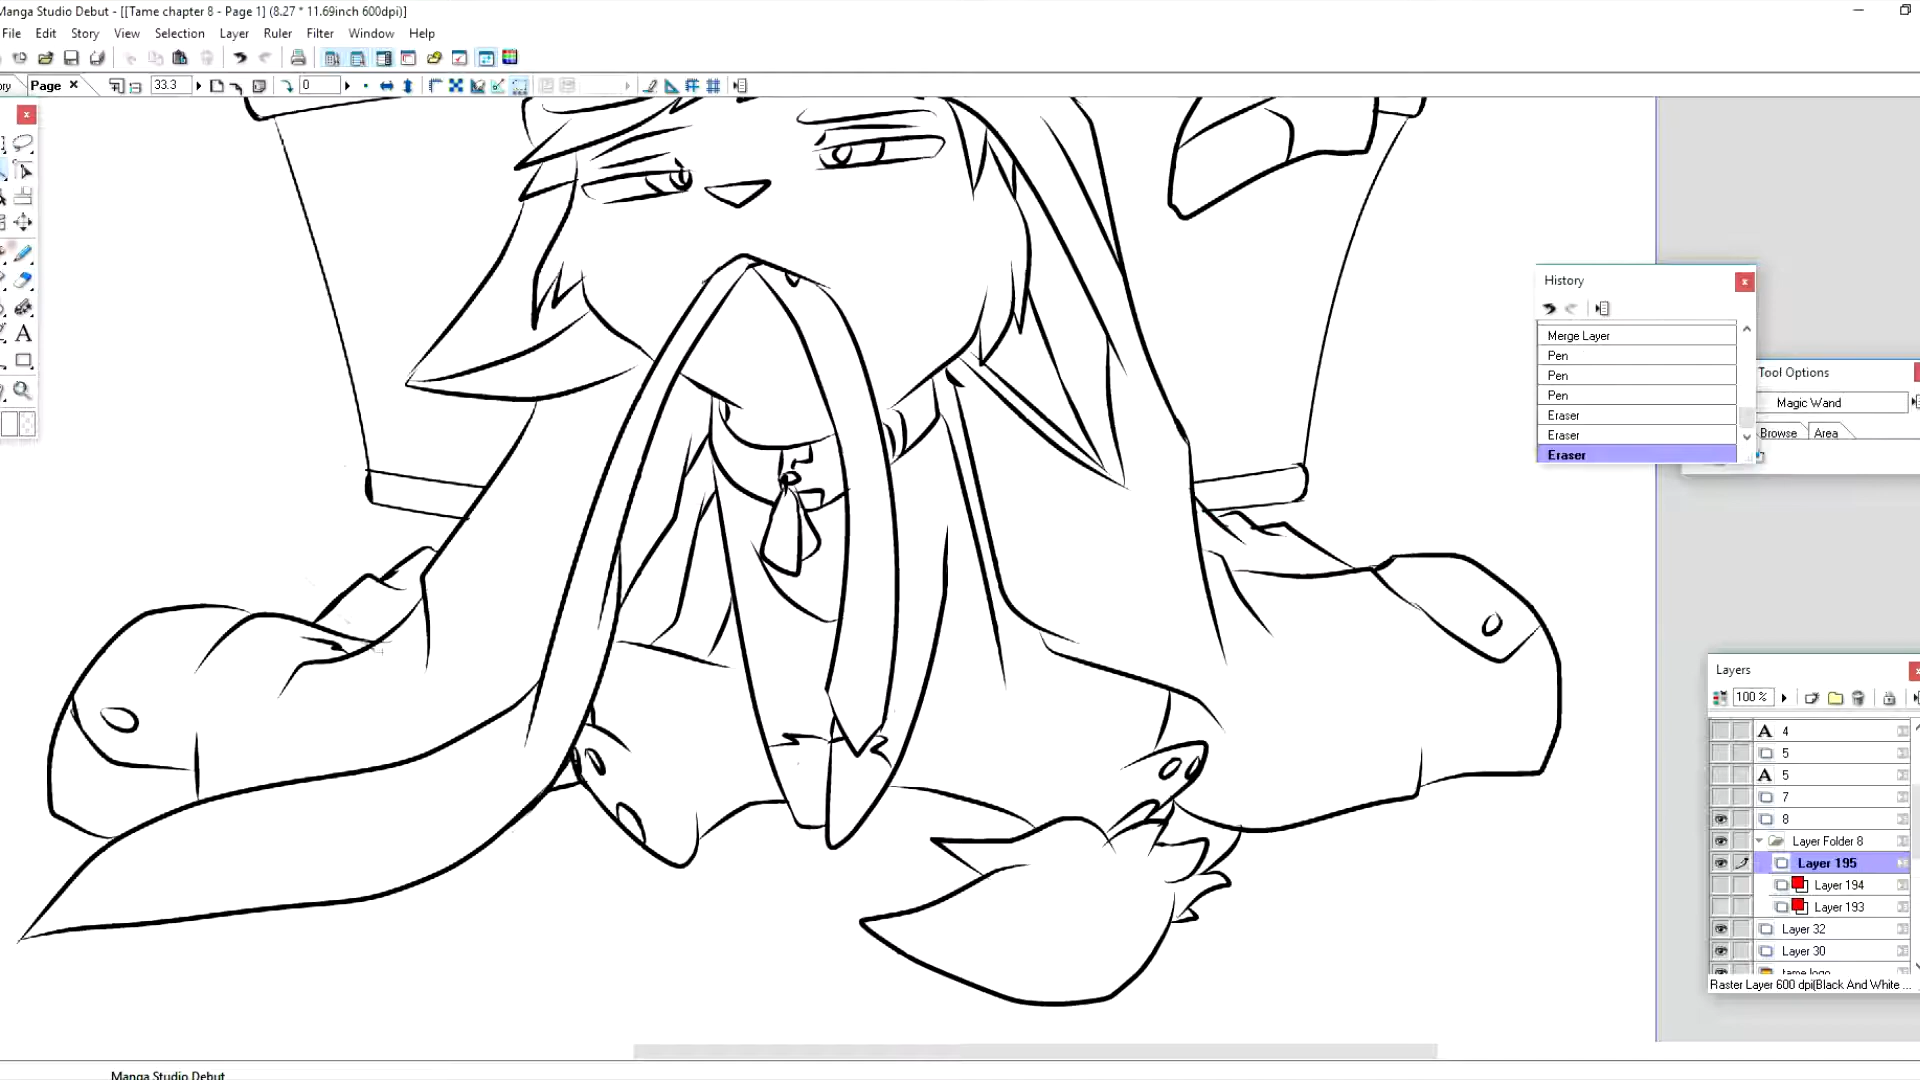 Manga Studio Debut - [[Tame chapter 8 - Page 1] (8.27 * 11.69inch 600dpi)]
File Edit Story View Selection Layer Ruler Filter Window Help
Page 33.3 0
History
Merge Layer
Pen
Pen
Pen
Eraser
Eraser
Eraser
Tool Options
Magic Wand
Browse Area
A
Layers
100 %
A 4
5
A 5
7
8
Layer Folder 8
Layer 195
Layer 194
Layer 193
Layer 32
Layer 30
tame logo
Raster Layer 600 dpi(Black And White ...
Manga Studio Debut